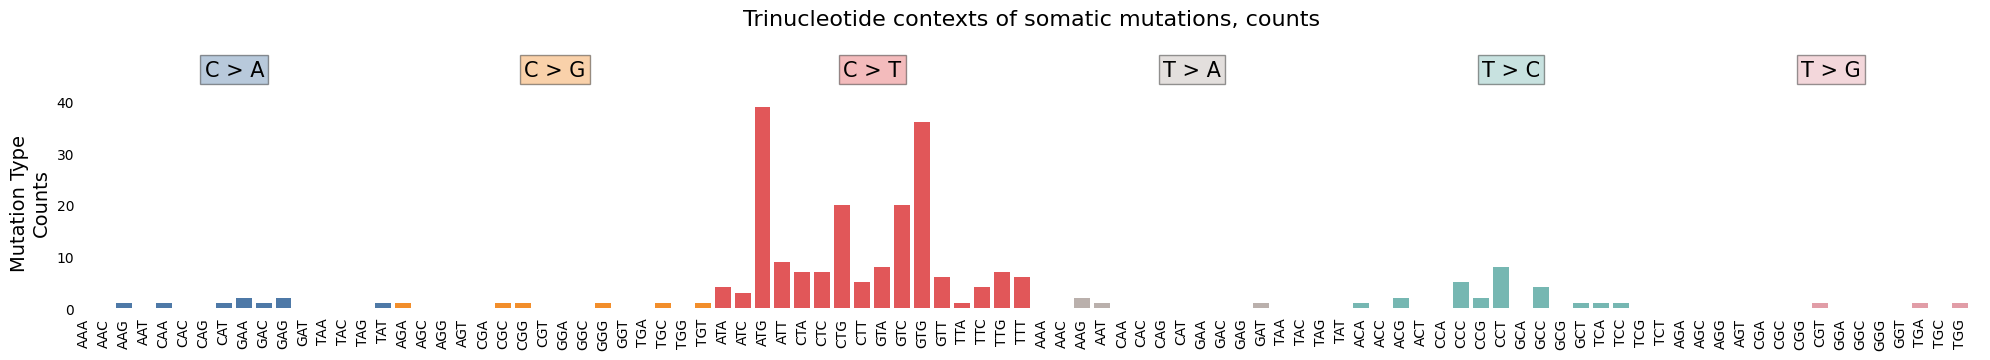 Trinucleotide contexts of somatic mutations, counts
C > A
C > G
C > T
T > A
T > C
T > G
Mutation Type
Counts
40
30
20
10
0
AAA
AAC
AAG
AAT
CAA
CAC
CAG
CAT
GAA
GAC
GAG
GAT
TAA
TAC
TAG
TAT
AGA
AGC
AGG
AGT
CGA
CGC
CGG
CGT
GGA
GGC
GGG
GGT
TGA
TGC
TGG
TGT
ATA
ATC
ATG
ATT
CTA
CTC
CTG
CTT
GTA
GTC
GTG
GTT
TTA
TTC
TTG
TTT
AAA
AAC
AAG
AAT
CAA
CAC
CAG
CAT
GAA
GAC
GAG
GAT
TAA
TAC
TAG
TAT
ACA
ACC
ACG
ACT
CCA
CCC
CCG
CCT
GCA
GCC
GCG
GCT
TCA
TCC
TCG
TCT
AGA
AGC
AGG
AGT
CGA
CGC
CGG
CGT
GGA
GGC
GGG
GGT
TGA
TGC
TGG